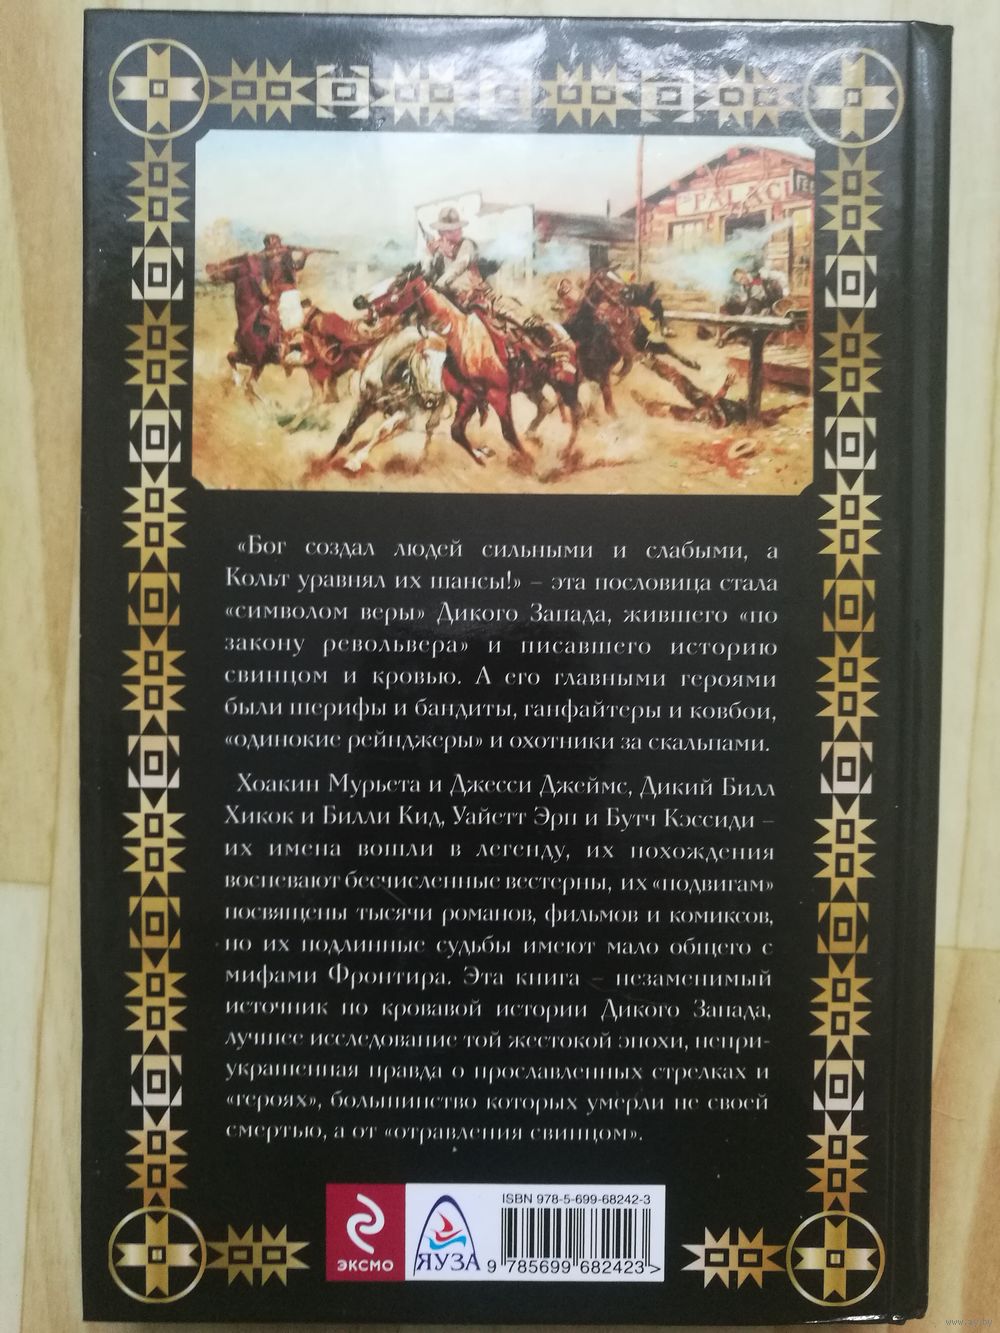 PALACE
«Бог создал людей сильными и слабыми, а
Кольт уравнял их шансы!» – эта пословица стала
«символом веры» Дикого Запада, жившего «по
закону револьвера» и писавшего историю
свинцом и кровью. А его главными героями
были шерифы и бандиты, ганфайтеры и ковбои,
«одинокие рейнджеры» и охотники за скальпами.
Хоакин Мурьета и Джесси Джеймс, Дикий Билл
Хикок и Билли Кид, Уайетт Эрп и Бутч Кэссиди –
их имена вошли в легенду, их похождения
воспевают бесчисленные вестерны, их «подвигам»
посвящены тысячи романов, фильмов и комиксов,
но их подлинные судьбы имеют мало общего с
мифами Фронтира. Эта книга – незаменимый
источник по кровавой истории Дикого Запада,
лучшее исследование той жестокой эпохи, непри-
украшенная правда о прославленных стрелках и
«героях», большинство которых умерли не своей
смертью, а от «отравления свинцом».
ЭКСМО
ЯУЗА
ISBN 978-5-699-68242-3
9 785699 682423 >
www.ay.by